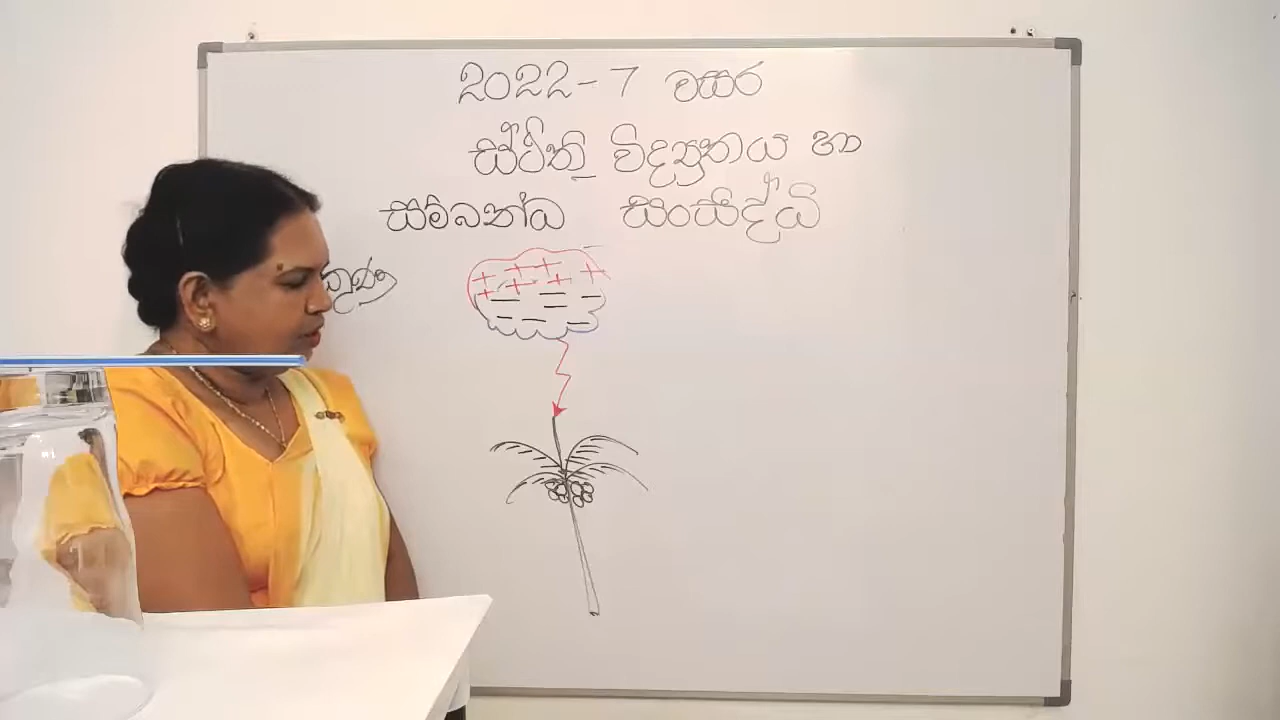 2022-7 වසර
ස්ථිති විද්‍යුතය හා
සම්බන්ධ සංසිද්ධි